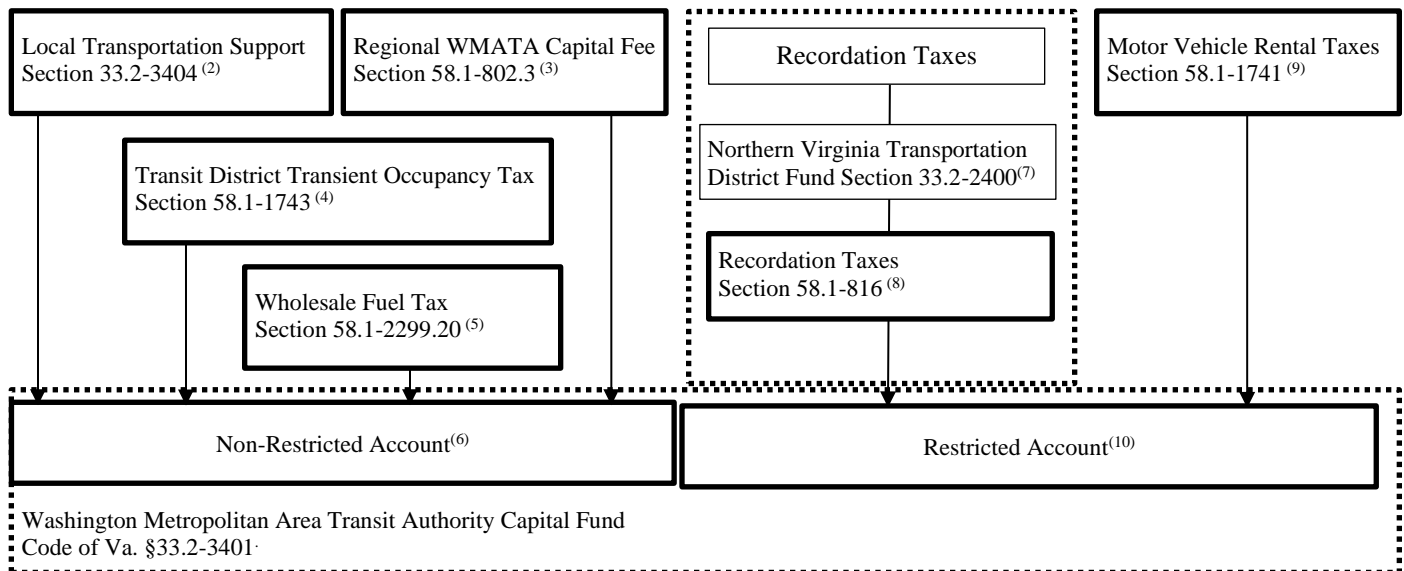 Local Transportation Support
Section 33.2-3404 (2)
Regional WMATA Capital Fee
Section 58.1-802.3 (3)
Recordation Taxes
Motor Vehicle Rental Taxes
Section 58.1-1741 (9)
Transit District Transient Occupancy Tax
Section 58.1-1743 (4)
Northern Virginia Transportation
District Fund Section 33.2-2400(7)
Wholesale Fuel Tax
Section 58.1-2299.20 (5)
Recordation Taxes
Section 58.1-816 (8)
Non-Restricted Account(6)
Restricted Account(10)
Washington Metropolitan Area Transit Authority Capital Fund
Code of Va. §33.2-3401.